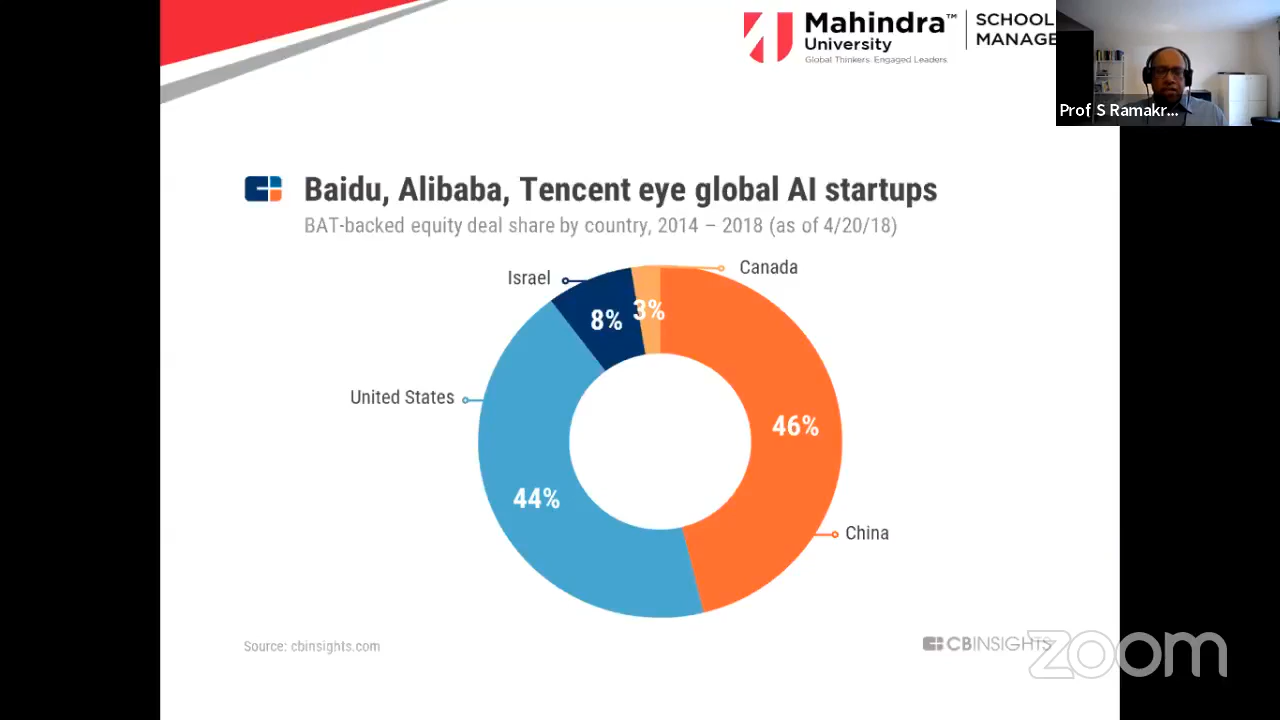 Mahindra™
University
Global Thinkers. Engaged Leaders.
SCHOOL
MANAGE
Prof S Ramakr...
Baidu, Alibaba, Tencent eye global AI startups
BAT-backed equity deal share by country, 2014 – 2018 (as of 4/20/18)
Israel
Canada
8%
3%
United States
46%
44%
China
Source: cbinsights.com
CBINSIGHTS
zoom